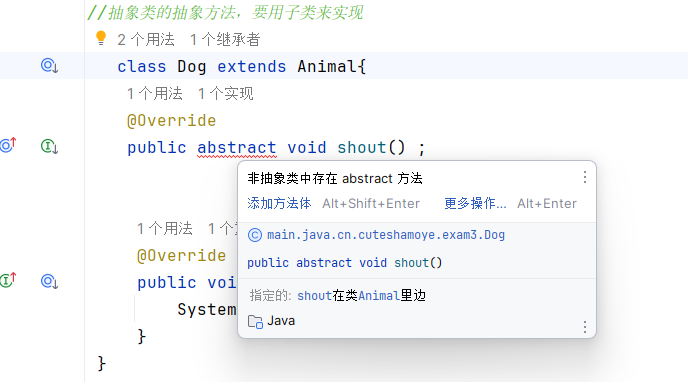 //抽象类的抽象方法，要用子类来实现
2 个用法 1 个继承者
class Dog extends Animal{
1 个用法 1 个实现
@Override
public abstract void shout() ;
非抽象类中存在 abstract 方法
添加方法体 Alt+Shift+Enter 更多操作... Alt+Enter
main.java.cn.cuteshamoye.exam3.Dog
public abstract void shout()
指定的: shout在类Animal里边
Java
1 个用法 1 个
@Overrid
public voi
System
}
}